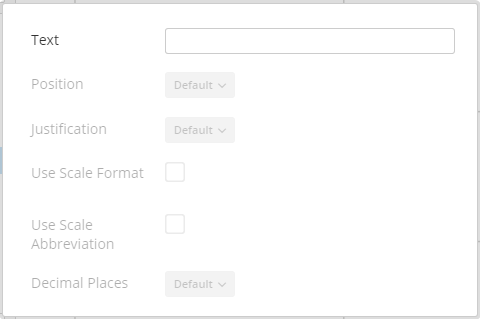 Text
Position Default
Justification Default
Use Scale Format
Use Scale
Abbreviation
Decimal Places Default